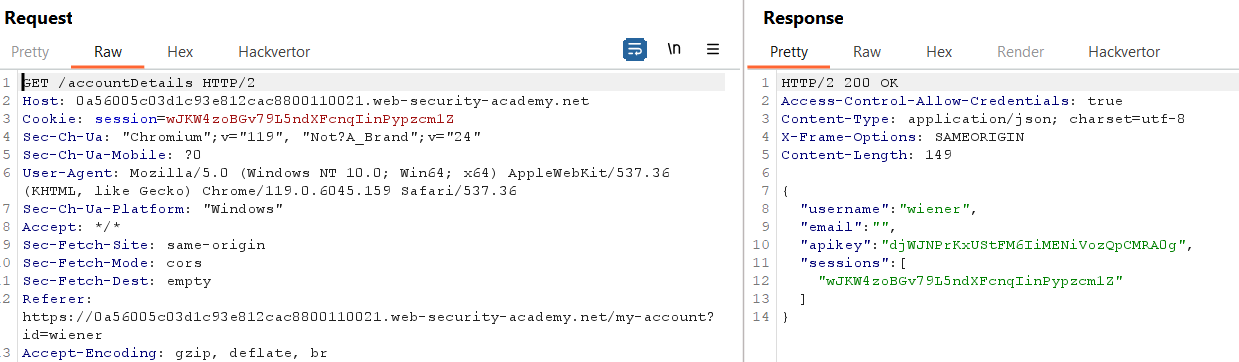 Request
Pretty Raw Hex Hackvertor \n
1 GET /accountDetails HTTP/2
2 Host: 0a56005c03d1c93e812cac8800110021.web-security-academy.net
3 Cookie: session=wJKW4zoBGv79L5ndXFcnqIinPypzcm1Z
4 Sec-Ch-Ua: "Chromium";v="119", "Not?A_Brand";v="24"
5 Sec-Ch-Ua-Mobile: ?0
6 User-Agent: Mozilla/5.0 (Windows NT 10.0; Win64; x64) AppleWebKit/537.36
(KHTML, like Gecko) Chrome/119.0.6045.159 Safari/537.36
7 Sec-Ch-Ua-Platform: "Windows"
8 Accept: */*
9 Sec-Fetch-Site: same-origin
10 Sec-Fetch-Mode: cors
11 Sec-Fetch-Dest: empty
12 Referer:
https://0a56005c03d1c93e812cac8800110021.web-security-academy.net/my-account?
id=wiener
13 Accept-Encoding: gzip, deflate, br
Response
Pretty Raw Hex Render Hackvertor
1 HTTP/2 200 OK
2 Access-Control-Allow-Credentials: true
3 Content-Type: application/json; charset=utf-8
4 X-Frame-Options: SAMEORIGIN
5 Content-Length: 149
6
7 {
8 "username":"wiener",
9 "email":"",
10 "apikey":"djWJNPrKxUStFM6IiMENiVozQpCMRA0g",
11 "sessions":[
12 "wJKW4zoBGv79L5ndXFcnqIinPypzcm1Z"
13 ]
14 }